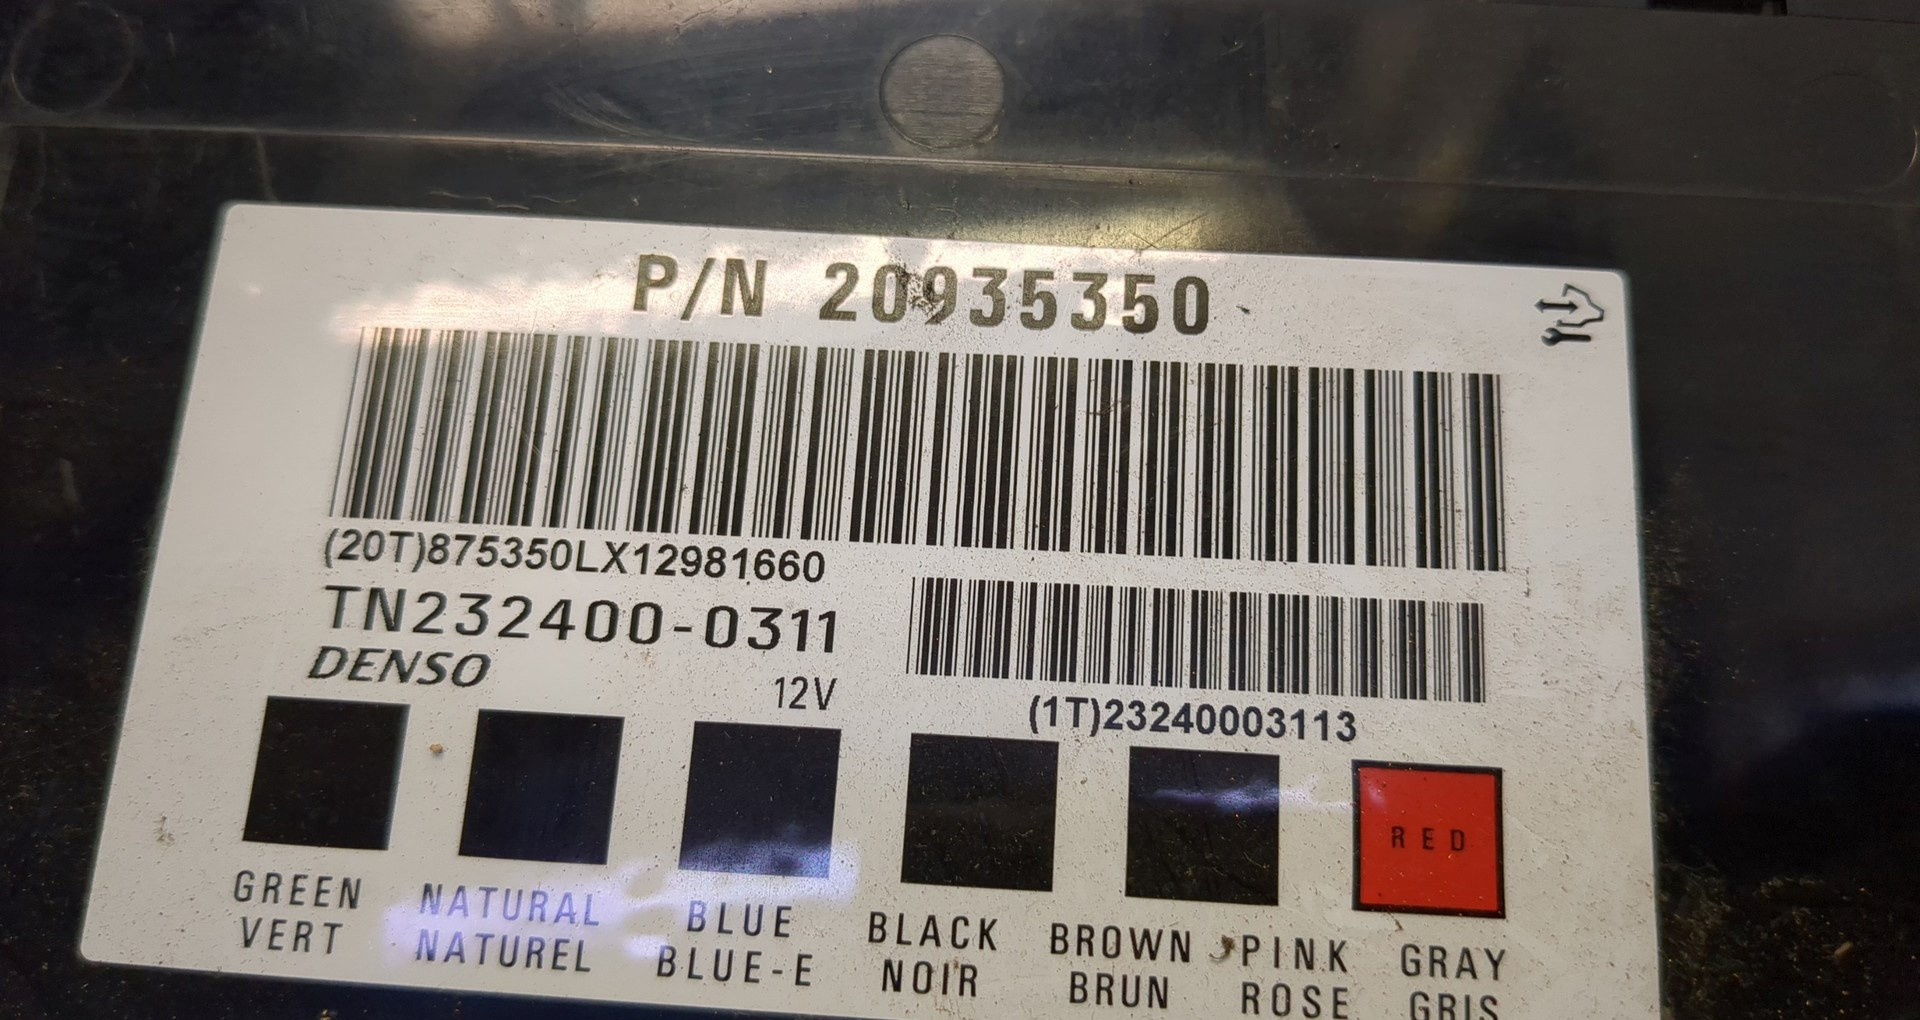 P/N 20935350
(20T)875350LX12981660
TN232400-0311
DENSO
12V
(1T)23240003113
RED
GREEN NATURAL BLUE BLACK BROWN PINK GRAY
VERT NATUREL BLUE-E NOIR BRUN ROSE GRIS